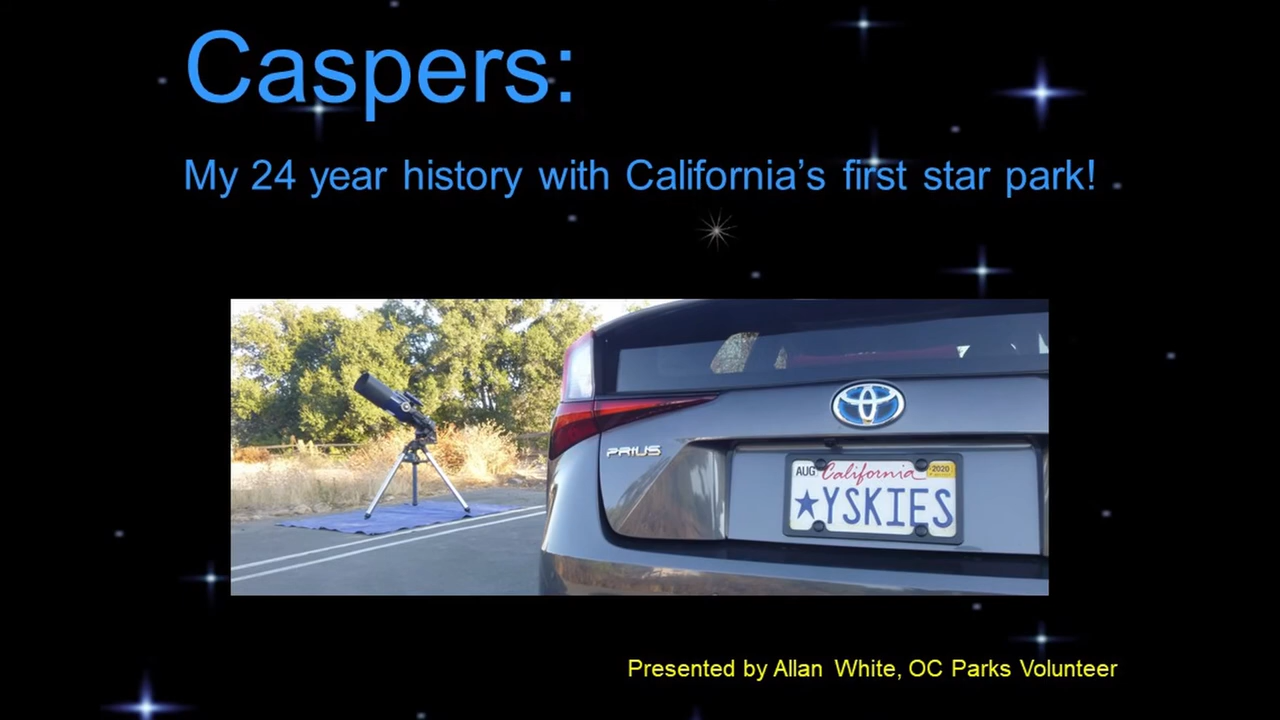 Caspers:
My 24 year history with California's first star park!
PRIUS
AUG California 2020
★YSKIES
Presented by Allan White, OC Parks Volunteer